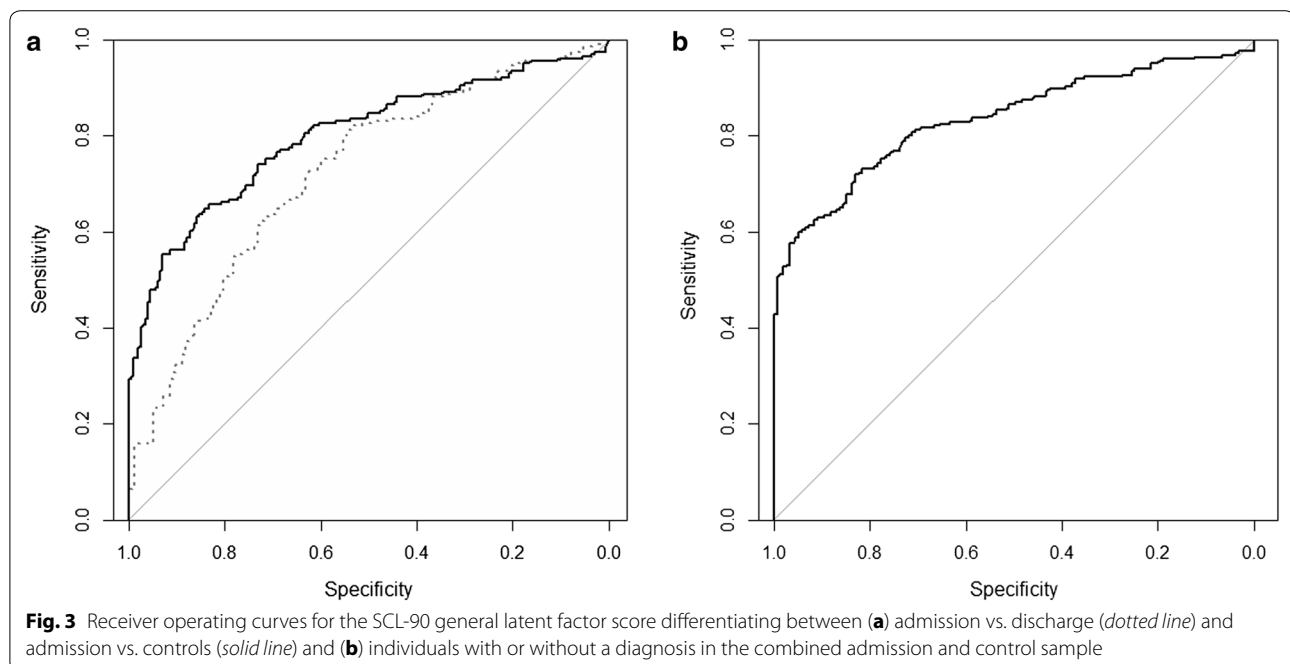 a
b
1.0
0.8
0.6
0.4
0.2
0.0
Sensitivity
1.0 0.8 0.6 0.4 0.2 0.0
Specificity
1.0
0.8
0.6
0.4
0.2
0.0
Sensitivity
1.0 0.8 0.6 0.4 0.2 0.0
Specificity
Fig. 3 Receiver operating curves for the SCL-90 general latent factor score differentiating between (a) admission vs. discharge (dotted line) and
admission vs. controls (solid line) and (b) individuals with or without a diagnosis in the combined admission and control sample